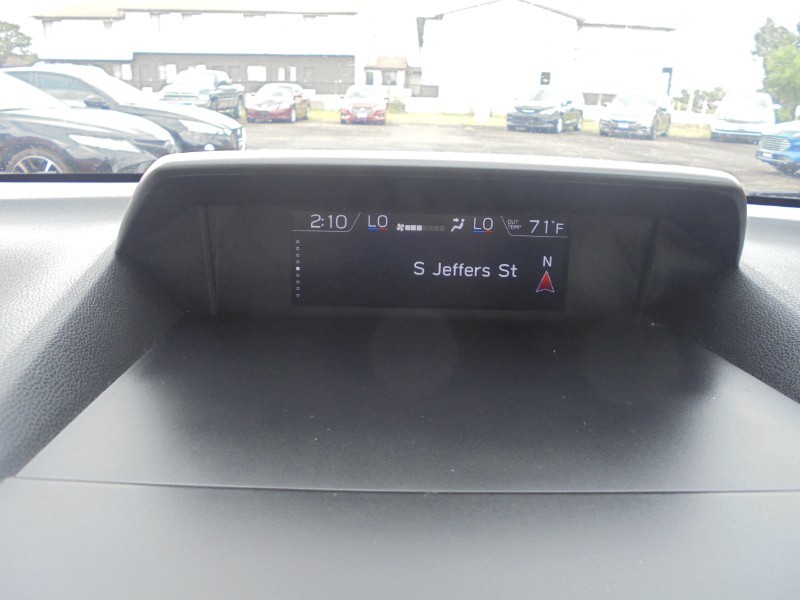 2:10 LO LO OUT TEMP 71°F
S Jeffers St N